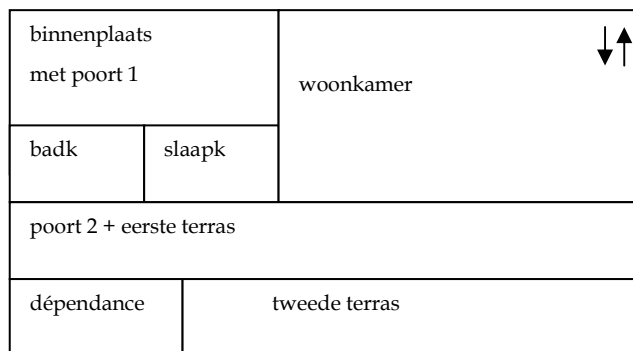 binnenplaats
met poort 1
woonkamer
badk
slaapk
poort 2 + eerste terras
dépendance
tweede terras